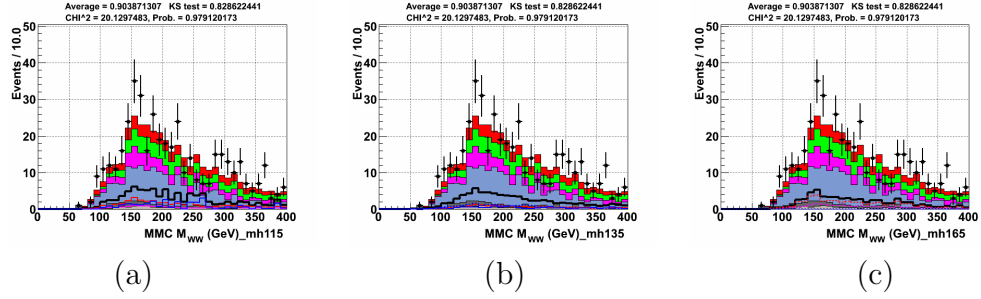 Average = 0.903871307 KS test = 0.828622441
CHI^2 = 20.1297483, Prob. = 0.979120173
Events / 10.0
50
40
30
20
10
0
0 50 100 150 200 250 300 350 400
MMC M_WW (GeV)_mh115
(a)
Average = 0.903871307 KS test = 0.828622441
CHI^2 = 20.1297483, Prob. = 0.979120173
Events / 10.0
50
40
30
20
10
0
0 50 100 150 200 250 300 350 400
MMC M_WW (GeV)_mh135
(b)
Average = 0.903871307 KS test = 0.828622441
CHI^2 = 20.1297483, Prob. = 0.979120173
Events / 10.0
50
40
30
20
10
0
0 50 100 150 200 250 300 350 400
MMC M_WW (GeV)_mh165
(c)